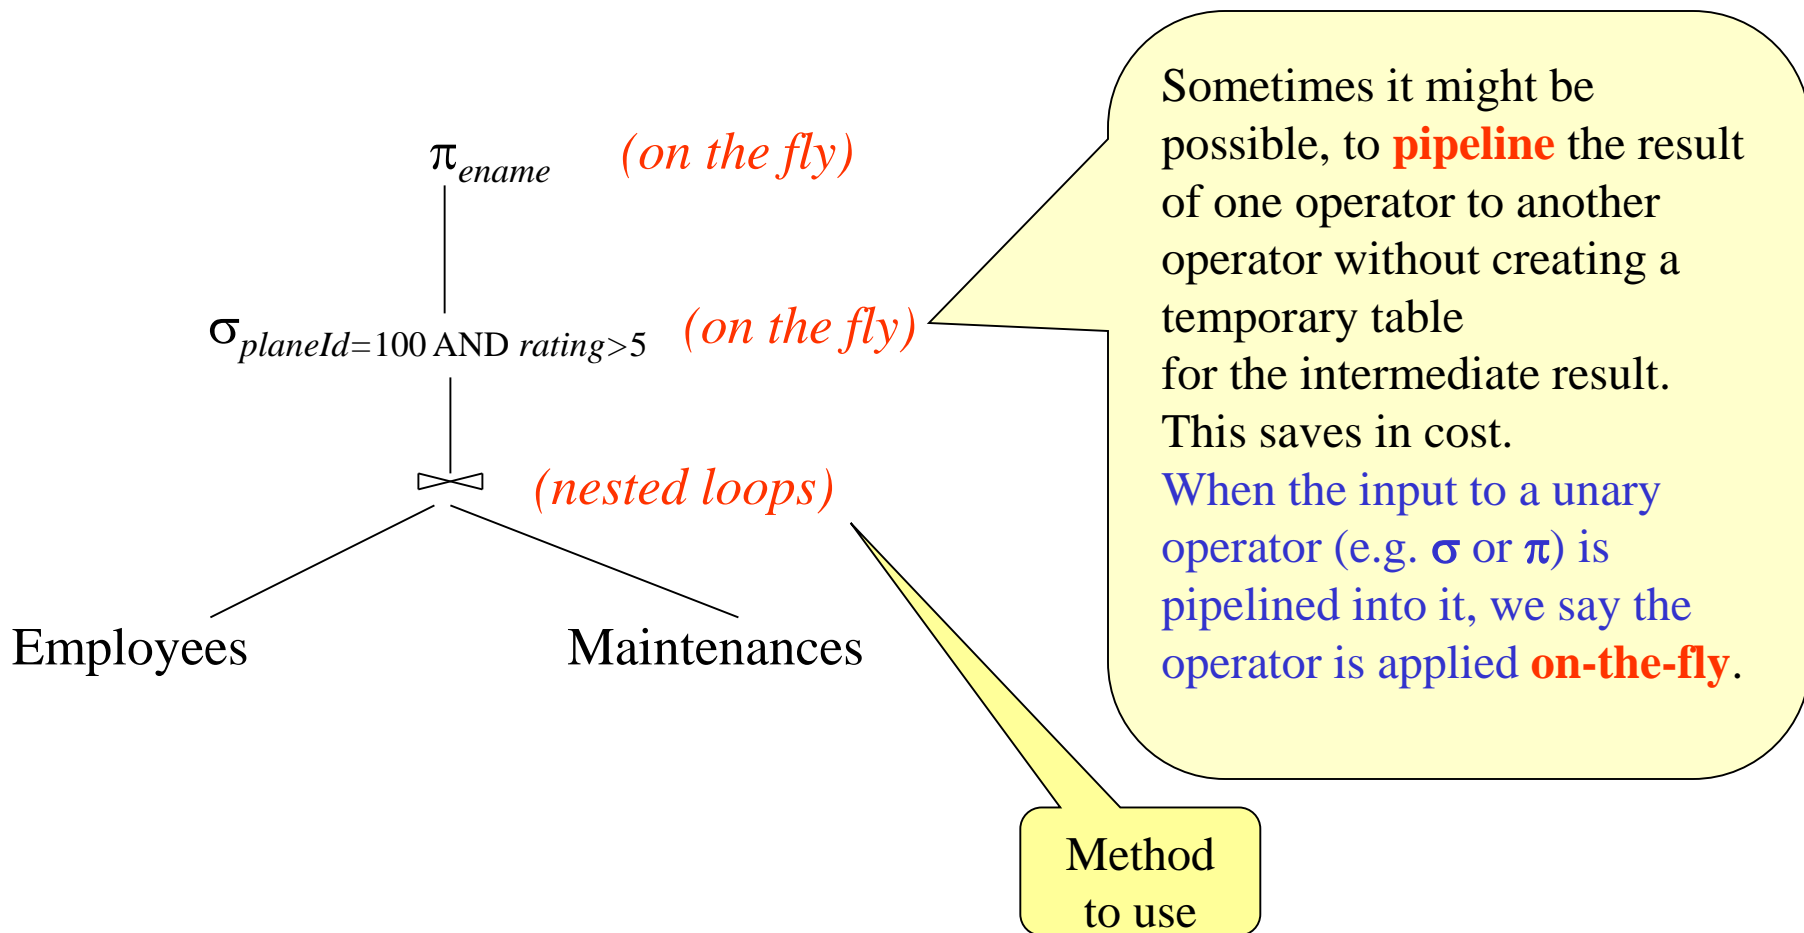 π_ename (on the fly)
σ_planeId=100 AND rating>5 (on the fly)
(nested loops)
Employees Maintenances
Sometimes it might be
possible, to pipeline the result
of one operator to another
operator without creating a
temporary table
for the intermediate result.
This saves in cost.
When the input to a unary
operator (e.g. σ or π) is
pipelined into it, we say the
operator is applied on-the-fly.
Method
to use